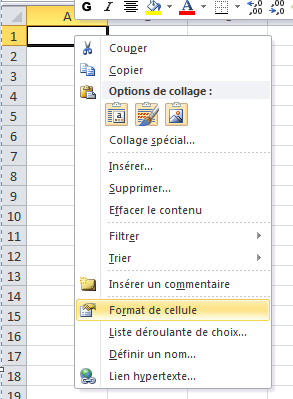 G I S
,00
,0
,00
A
1
Couper
2
Copier
3
4
Options de collage :
5
6
Collage spécial...
7
Insérer...
8
Supprimer...
9
10
Effacer le contenu
11
Filtrer
12
Trier
13
Insérer un commentaire
14
15
Format de cellule
16
Liste déroulante de choix...
17
Définir un nom...
18
Lien hypertexte...
19